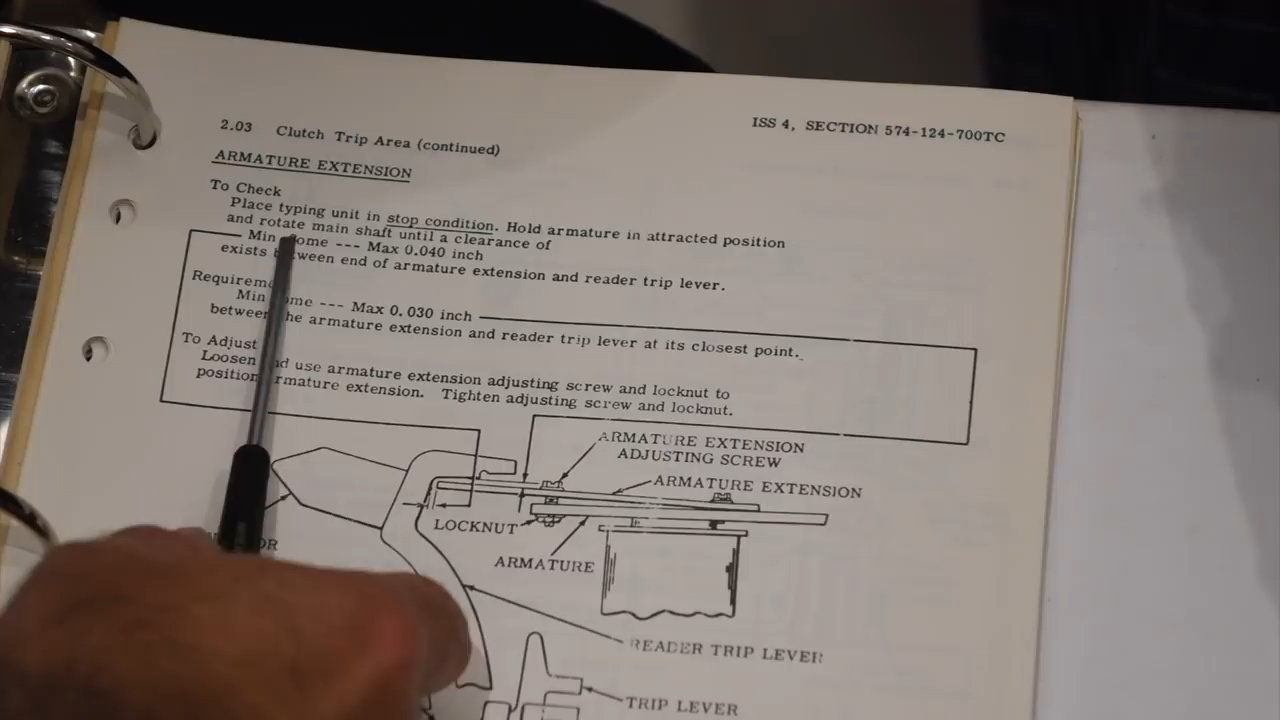 ISS 4, SECTION 574-124-700TC
2.03 Clutch Trip Area (continued)
ARMATURE EXTENSION
To Check
Place typing unit in stop condition. Hold armature in attracted position
and rotate main shaft until a clearance of
Min Some --- Max 0.040 inch
exists between end of armature extension and reader trip lever.
Min Some --- Max 0.030 inch
between the armature extension and reader trip lever at its closest point.
To Adjust
Loosen and use armature extension adjusting screw and locknut to
position armature extension. Tighten adjusting screw and locknut.
ARMATURE EXTENSION
ADJUSTING SCREW
ARMATURE EXTENSION
LOCKNUT
ARMATURE
READER TRIP LEVER
TRIP LEVER